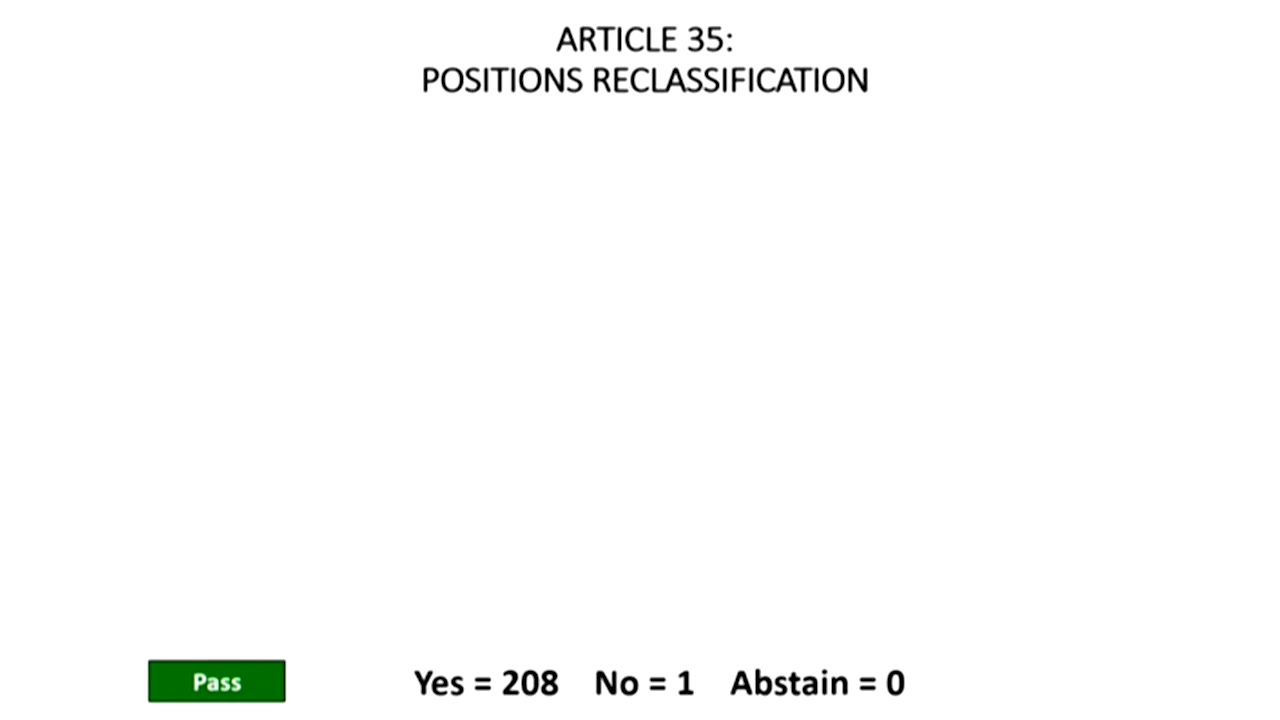 ARTICLE 35:
POSITIONS RECLASSIFICATION
Pass Yes = 208 No = 1 Abstain = 0